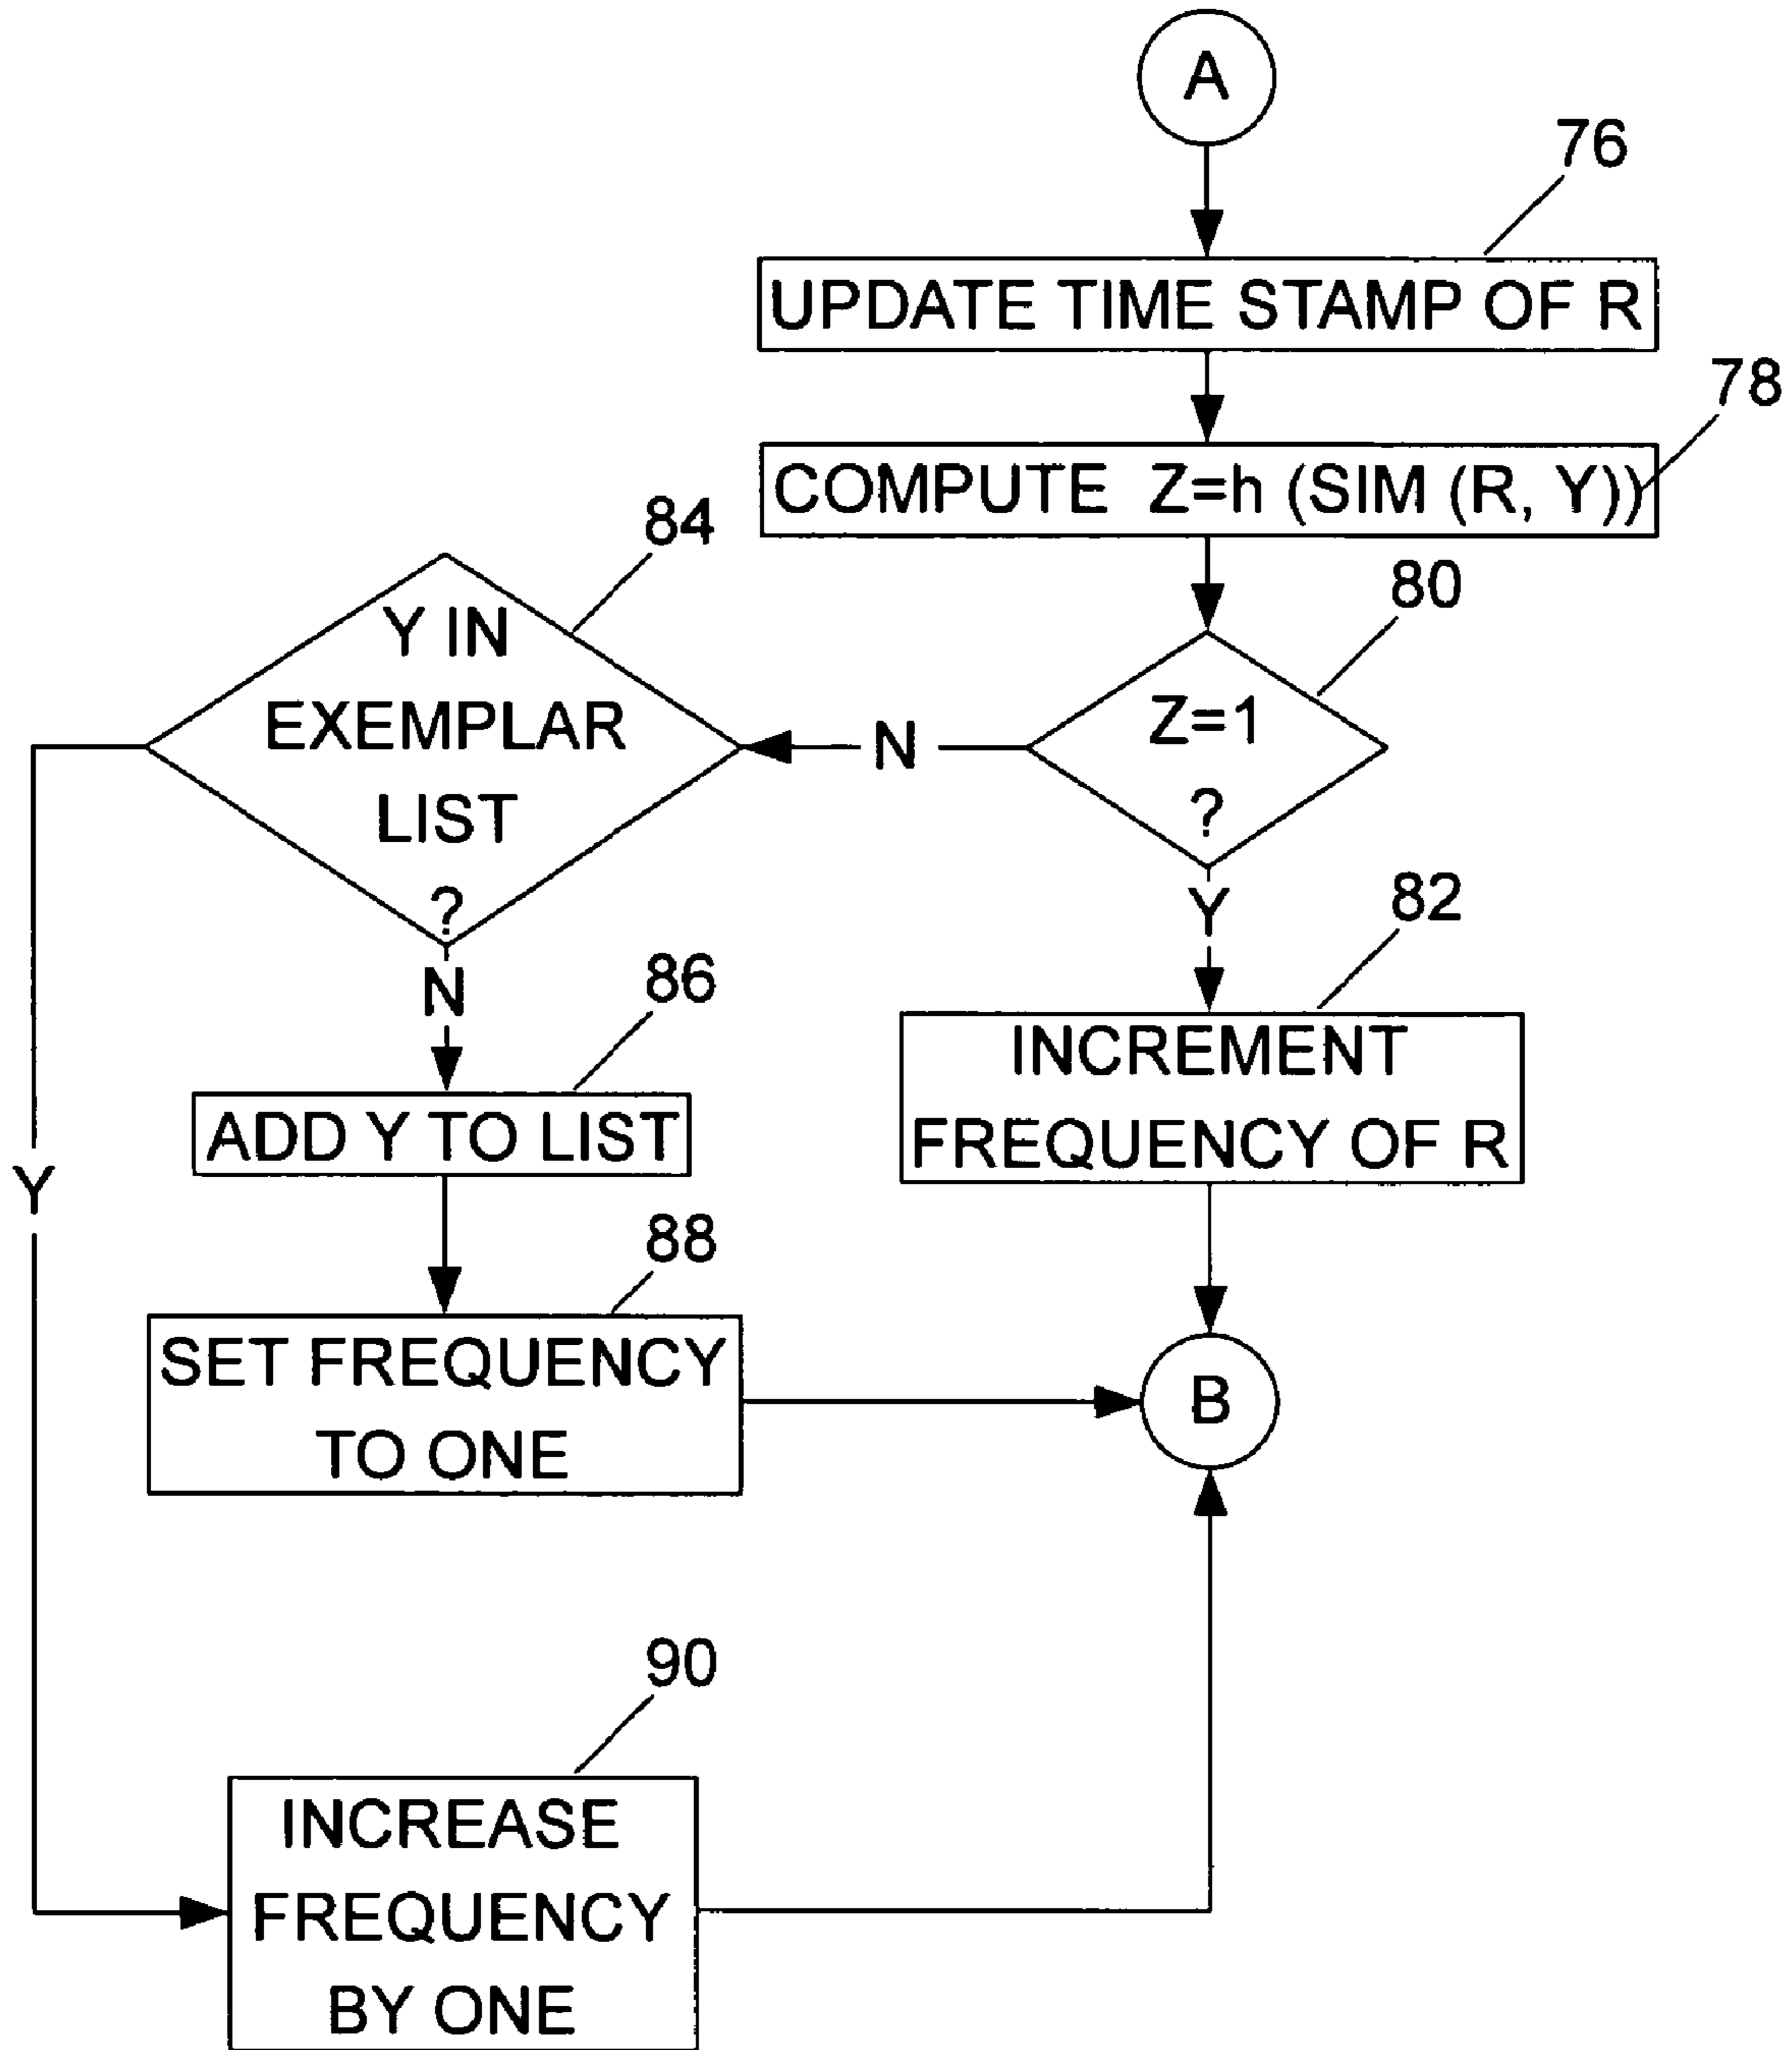 A
76
UPDATE TIME STAMP OF R
78
COMPUTE Z=h (SIM (R, Y))
84
80
Y IN
EXEMPLAR
LIST
?
N
Z=1
?
Y
82
N
86
INCREMENT
FREQUENCY OF R
ADD Y TO LIST
Y
88
SET FREQUENCY
TO ONE
B
90
INCREASE
FREQUENCY
BY ONE